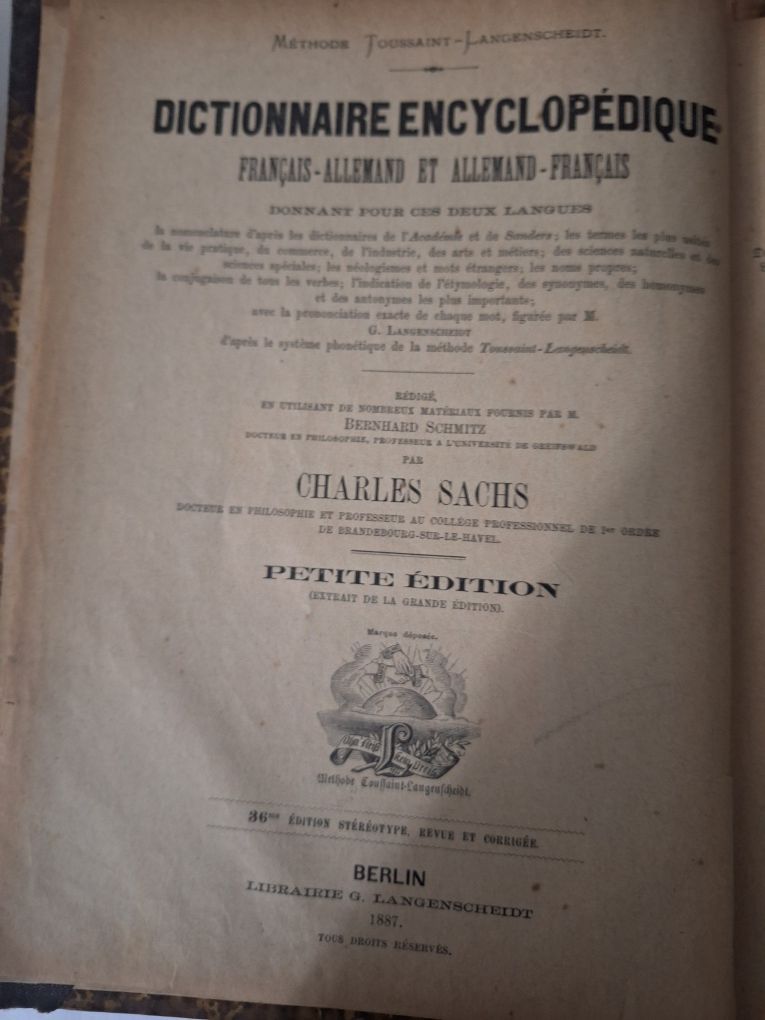 MÉTHODE TOUSSAINT-LANGENSCHEIDT.
DICTIONNAIRE ENCYCLOPÉDIQUE
FRANÇAIS-ALLEMAND ET ALLEMAND-FRANÇAIS
DONNANT POUR CES DEUX LANGUES
la nomenclature d'après les dictionnaires de l'Académie et de Sanders; les termes les plus usités
de la vie pratique, du commerce, de l'industrie, des arts et métiers; des sciences naturelles et des
sciences spéciales; les néologismes et mots étrangers; les noms propres;
la conjugaison de tous les verbes; l'indication de l'étymologie, des synonymes, des homonymes
et des antonymes les plus importants;
avec la prononciation exacte de chaque mot, figurée par M.
G. LANGENSCHEIDT
d'après le système phonétique de la méthode Toussaint-Langenscheidt.
RÉDIGÉ,
EN UTILISANT DE NOMBREUX MATÉRIAUX FOURNIS PAR M.
BERNHARD SCHMITZ
DOCTEUR EN PHILOSOPHIE, PROFESSEUR A L'UNIVERSITÉ DE GREIFSWALD
PAR
CHARLES SACHS
DOCTEUR EN PHILOSOPHIE ET PROFESSEUR AU COLLÈGE PROFESSIONNEL DE 1er ORDRE
DE BRANDEBOURG-SUR-LE-HAVEL.
PETITE ÉDITION
(EXTRAIT DE LA GRANDE ÉDITION).
Marque déposée.
Ohne Fleiß Kein Preis
L
Methode Toussaint-Langenscheidt.
36me ÉDITION STÉRÉOTYPE, REVUE ET CORRIGÉE.
BERLIN
LIBRAIRIE G. LANGENSCHEIDT
1887.
TOUS DROITS RÉSERVÉS.